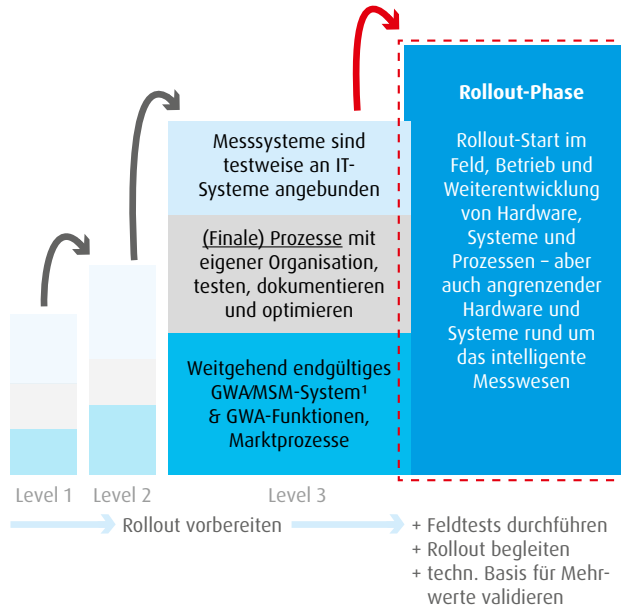 Messsysteme sind
testweise an IT-
Systeme angebunden
(Finale) Prozesse mit
eigener Organisation,
testen, dokumentieren
und optimieren
Weitgehend endgültiges
GWA/MSM-System¹
& GWA-Funktionen,
Marktprozesse
Rollout-Phase
Rollout-Start im
Feld, Betrieb und
Weiterentwicklung
von Hardware,
Systeme und
Prozessen – aber
auch angrenzender
Hardware und
Systeme rund um
das intelligente
Messwesen
Level 1
Level 2
Level 3
Rollout vorbereiten
+ Feldtests durchführen
+ Rollout begleiten
+ techn. Basis für Mehr-
werte validieren